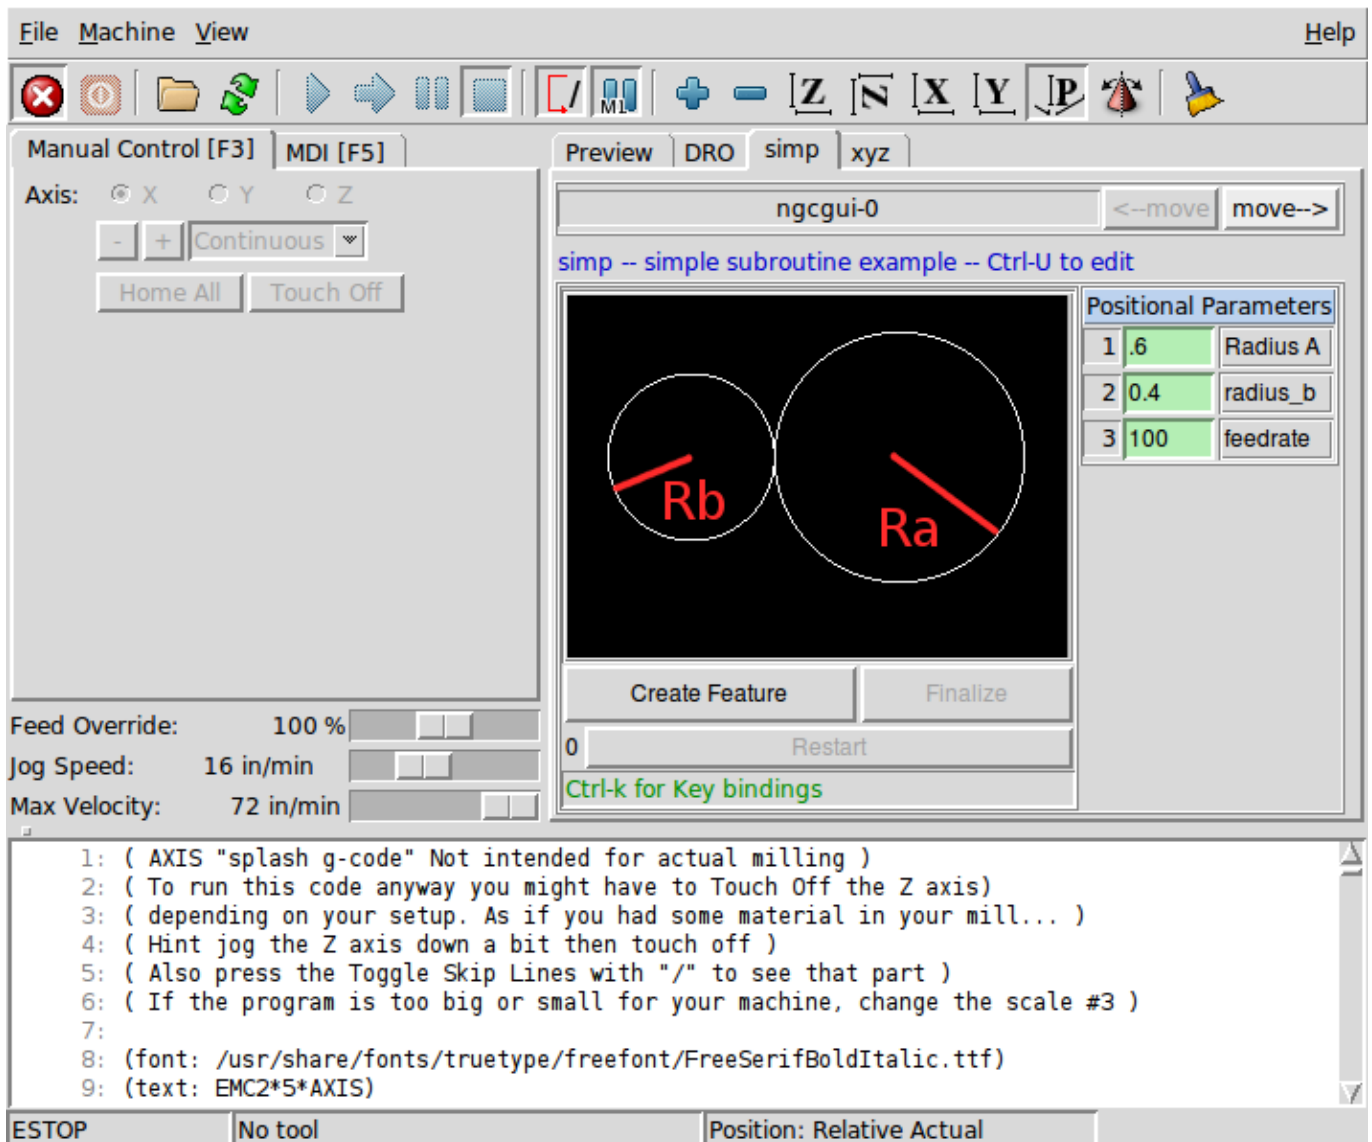 File Machine View Help
M1 Z N X Y P
Manual Control [F3] MDI [F5] Preview DRO simp xyz
Axis: X Y Z
ngcgui-0 <--move move-->
- + Continuous
simp -- simple subroutine example -- Ctrl-U to edit
Home All Touch Off
Positional Parameters
1 .6 Radius A
2 0.4 radius_b
3 100 feedrate
Rb
Ra
Create Feature Finalize
Feed Override: 100 %
0 Restart
Jog Speed: 16 in/min
Ctrl-k for Key bindings
Max Velocity: 72 in/min
1: ( AXIS "splash g-code" Not intended for actual milling )
2: ( To run this code anyway you might have to Touch Off the Z axis)
3: ( depending on your setup. As if you had some material in your mill... )
4: ( Hint jog the Z axis down a bit then touch off )
5: ( Also press the Toggle Skip Lines with "/" to see that part )
6: ( If the program is too big or small for your machine, change the scale #3 )
7:
8: (font: /usr/share/fonts/truetype/freefont/FreeSerifBoldItalic.ttf)
9: (text: EMC2*5*AXIS)
ESTOP No tool Position: Relative Actual